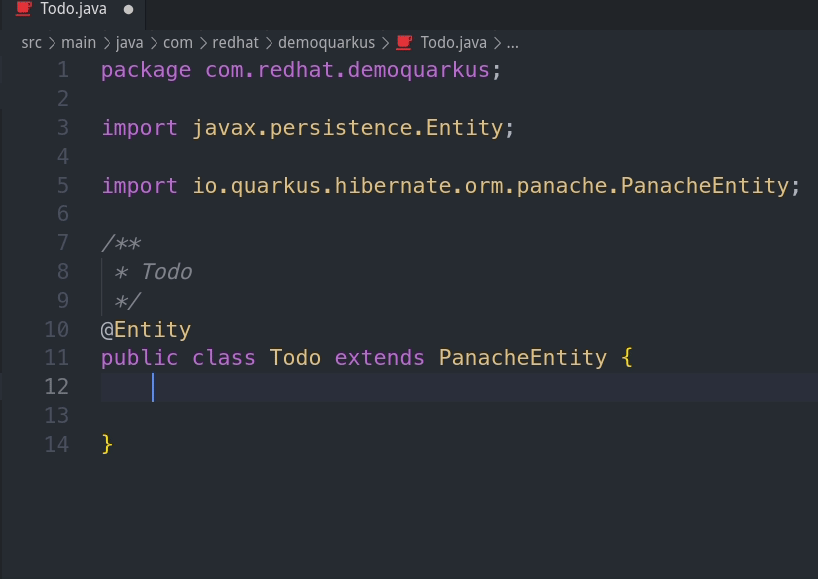 Todo.java ●
src > main > java > com > redhat > demoquarkus > Todo.java > ...
1 package com.redhat.demoquarkus;
2
3 import javax.persistence.Entity;
4
5 import io.quarkus.hibernate.orm.panache.PanacheEntity;
6
7 /**
8  * Todo
9  */
10 @Entity
11 public class Todo extends PanacheEntity {
12
13
14 }